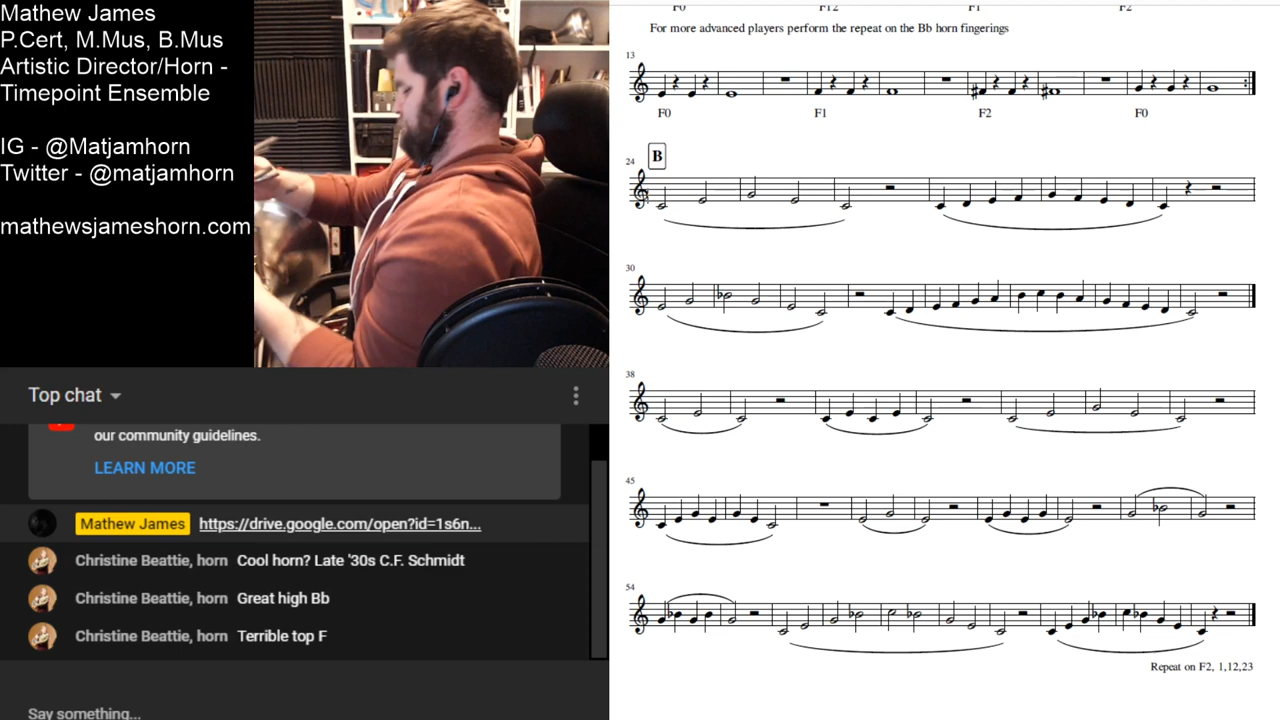 Mathew James
P.Cert, M.Mus, B.Mus
Artistic Director/Horn -
Timepoint Ensemble
IG - @Matjamhorn
Twitter - @matjamhorn
mathewsjameshorn.com
Top chat
our community guidelines.
LEARN MORE
Mathew James https://drive.google.com/open?id=1s6n...
Christine Beattie, horn Cool horn? Late '30s C.F. Schmidt
Christine Beattie, horn Great high Bb
Christine Beattie, horn Terrible top F
Say something...
F0 F12 F1 F2
For more advanced players perform the repeat on the Bb horn fingerings
13
F0 F1 F2 F0
B
24
30
38
45
54
Repeat on F2, 1,12,23